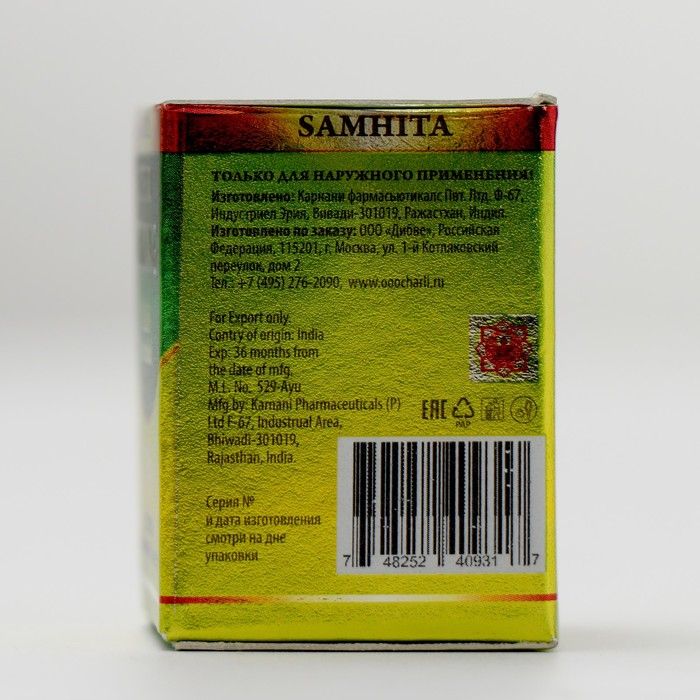 SAMHITA
ТОЛЬКО ДЛЯ НАРУЖНОГО ПРИМЕНЕНИЯ!
Изготовлено: Карнани фармасьютикалс Пвт. Лтд. Ф-67,
Индустриел Эрия, Вивади-301019, Ражастхан, Индия.
Изготовлено по заказу: ООО «Дибве», Российская
Федерация, 115201, г. Москва, ул. 1-й Котляковский
переулок, дом 2.
Тел.: +7 (495) 276-2090, www.ooocharli.ru
For Export only.
Contry of origin: India
Exp: 36 months from
the date of mfg.
M.L. No. 529-Ayu
Mfg by: Karnani Pharmaceuticals (P)
Ltd F-67, Industrual Area,
Bhiwadi-301019,
Rajasthan, India.
EAC
PAP
Серия №
и дата изготовления
смотри на дне
упаковки
7 48252 40931 7